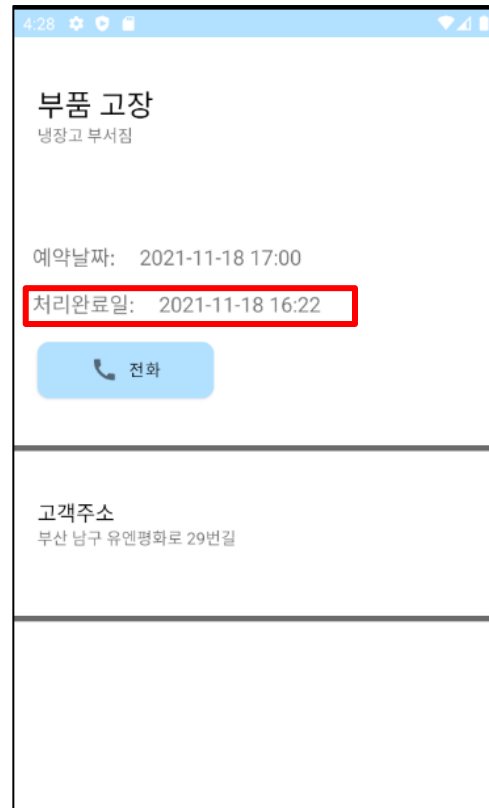 4:28
부품 고장
냉장고 부서짐
예약날짜: 2021-11-18 17:00
처리완료일: 2021-11-18 16:22
전화
고객주소
부산 남구 유엔평화로 29번길